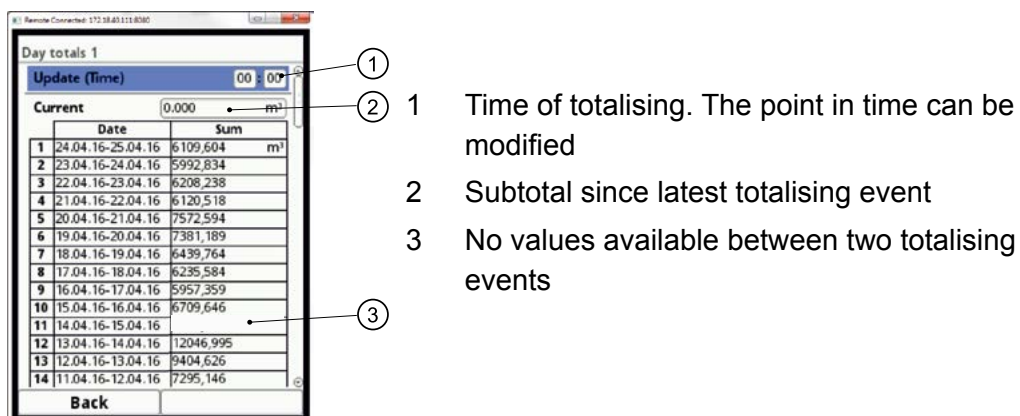 Remote Connected: 172.18.40.111:8080
Day totals 1
Update (Time) 00 : 00
Current 0.000 m³
Date Sum
1 24.04.16-25.04.16 6109,604 m³
2 23.04.16-24.04.16 5992,834
3 22.04.16-23.04.16 6208,238
4 21.04.16-22.04.16 6120,518
5 20.04.16-21.04.16 7572,594
6 19.04.16-20.04.16 7381,189
7 18.04.16-19.04.16 6439,764
8 17.04.16-18.04.16 6235,584
9 16.04.16-17.04.16 5957,359
10 15.04.16-16.04.16 6709,646
11 14.04.16-15.04.16
12 13.04.16-14.04.16 12046,995
13 12.04.16-13.04.16 9404,626
14 11.04.16-12.04.16 7295,146
Back
1
2
3
1 Time of totalising. The point in time can be
modified
2 Subtotal since latest totalising event
3 No values available between two totalising
events